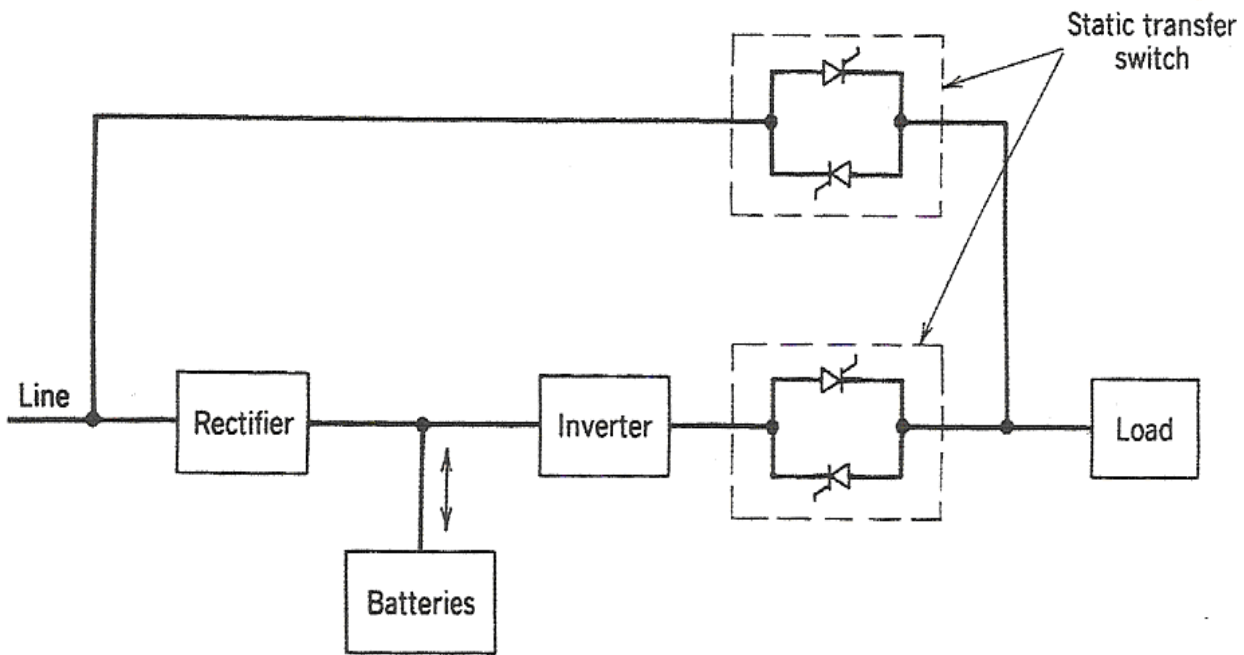 Static transfer
switch
Line
Rectifier
Inverter
Load
Batteries